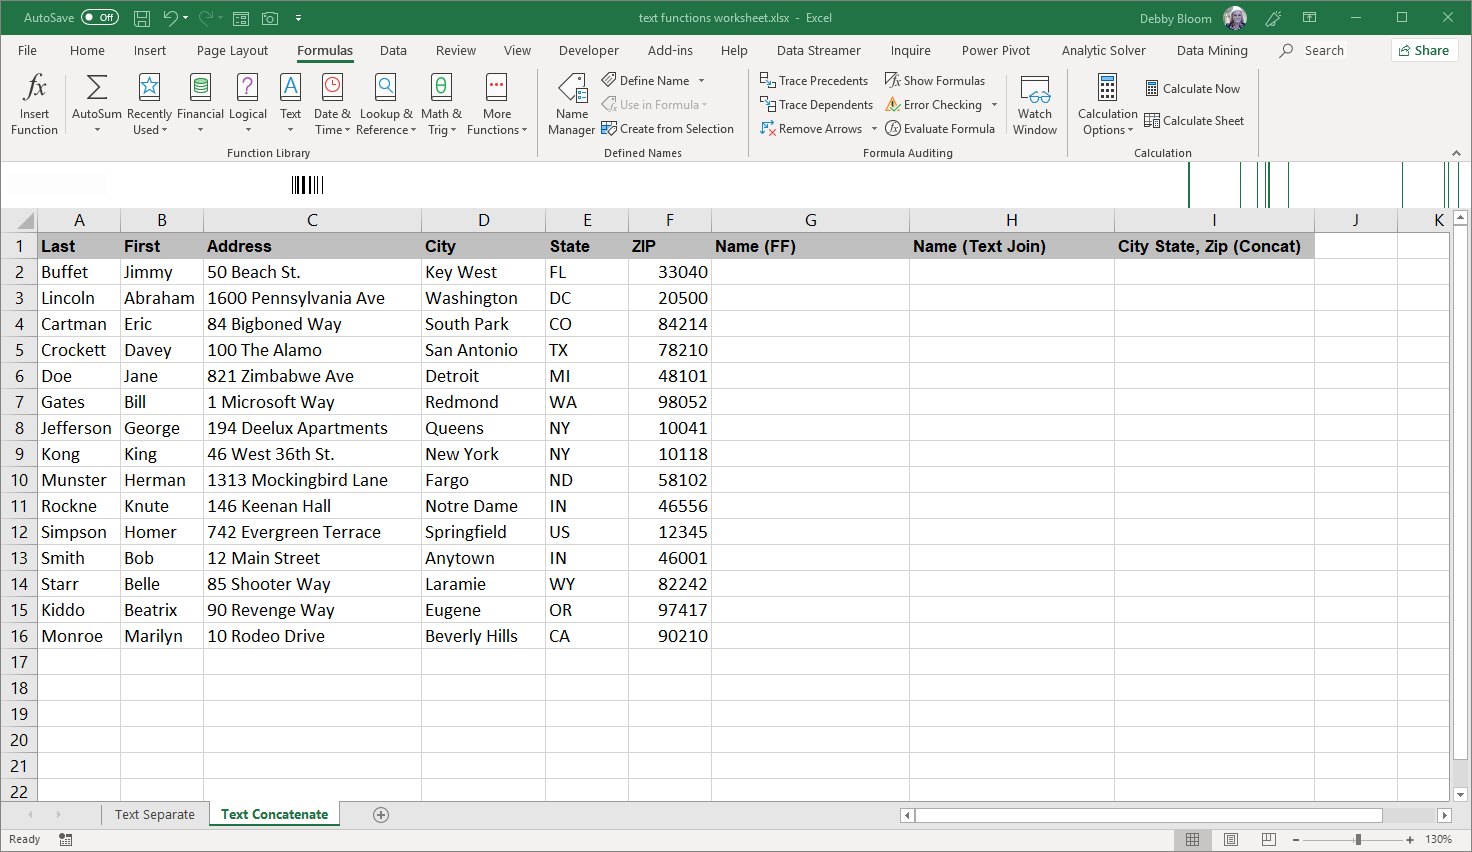 AutoSave Off text functions worksheet.xlsx - Excel Debby Bloom
File Home Insert Page Layout Formulas Data Review View Developer Add-ins Help Data Streamer Inquire Power Pivot Analytic Solver Data Mining Search Share
fx Insert Function AutoSum Recently Used Financial Logical Text Date & Time Lookup & Reference Math & Trig More Functions
Function Library
Name Manager Define Name Use in Formula Create from Selection
Defined Names
Trace Precedents Show Formulas
Trace Dependents Error Checking
Remove Arrows Evaluate Formula
Watch Window
Formula Auditing
Calculation Options Calculate Now Calculate Sheet
Calculation
A B C D E F G H I J K
1 Last First Address City State ZIP Name (FF) Name (Text Join) City State, Zip (Concat)
2 Buffet Jimmy 50 Beach St. Key West FL 33040
3 Lincoln Abraham 1600 Pennsylvania Ave Washington DC 20500
4 Cartman Eric 84 Bigboned Way South Park CO 84214
5 Crockett Davey 100 The Alamo San Antonio TX 78210
6 Doe Jane 821 Zimbabwe Ave Detroit MI 48101
7 Gates Bill 1 Microsoft Way Redmond WA 98052
8 Jefferson George 194 Deelux Apartments Queens NY 10041
9 Kong King 46 West 36th St. New York NY 10118
10 Munster Herman 1313 Mockingbird Lane Fargo ND 58102
11 Rockne Knute 146 Keenan Hall Notre Dame IN 46556
12 Simpson Homer 742 Evergreen Terrace Springfield US 12345
13 Smith Bob 12 Main Street Anytown IN 46001
14 Starr Belle 85 Shooter Way Laramie WY 82242
15 Kiddo Beatrix 90 Revenge Way Eugene OR 97417
16 Monroe Marilyn 10 Rodeo Drive Beverly Hills CA 90210
17
18
19
20
21
22
Text Separate Text Concatenate
Ready 130%